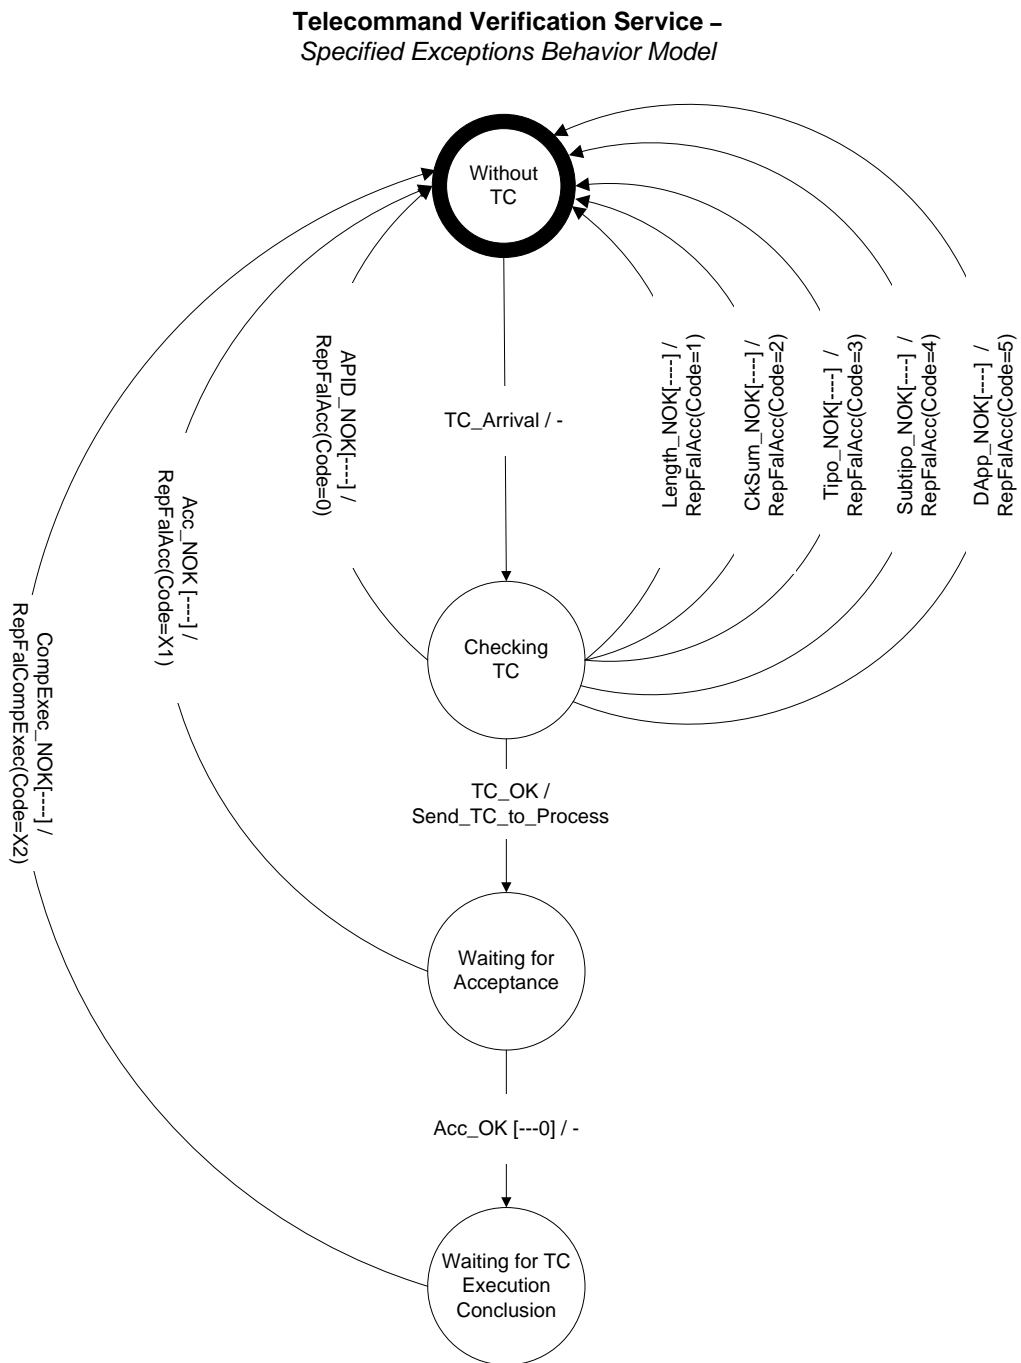 Telecommand Verification Service –
Specified Exceptions Behavior Model
Without
TC
APID_NOK[----] /
RepFalAcc(Code=0)
TC_Arrival / -
Length_NOK[----] /
RepFalAcc(Code=1)
CkSum_NOK[----] /
RepFalAcc(Code=2)
Tipo_NOK[----] /
RepFalAcc(Code=3)
Subtipo_NOK[----] /
RepFalAcc(Code=4)
DApp_NOK[----] /
RepFalAcc(Code=5)
Acc_NOK [----] /
RepFalAcc(Code=X1)
CompExec_NOK[----] /
RepFalCompExec(Code=X2)
Checking
TC
TC_OK /
Send_TC_to_Process
Waiting for
Acceptance
Acc_OK [---0] / -
Waiting for TC
Execution
Conclusion